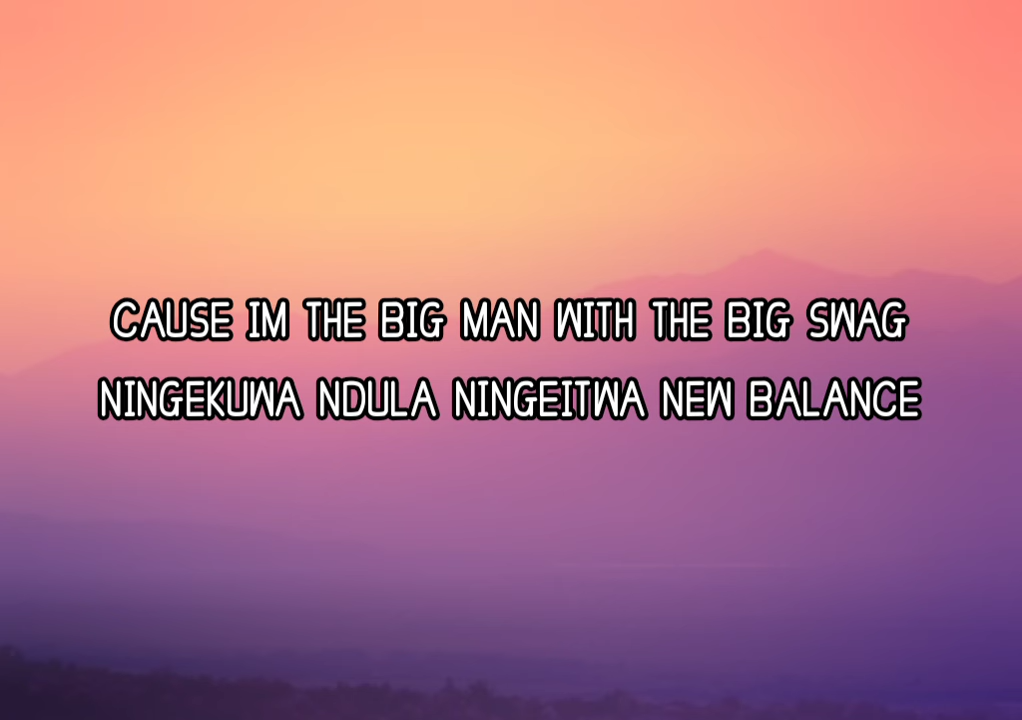 CAUSE IM THE BIG MAN WITH THE BIG SWAG
NINGEKUWA NDULA NINGEITWA NEW BALANCE